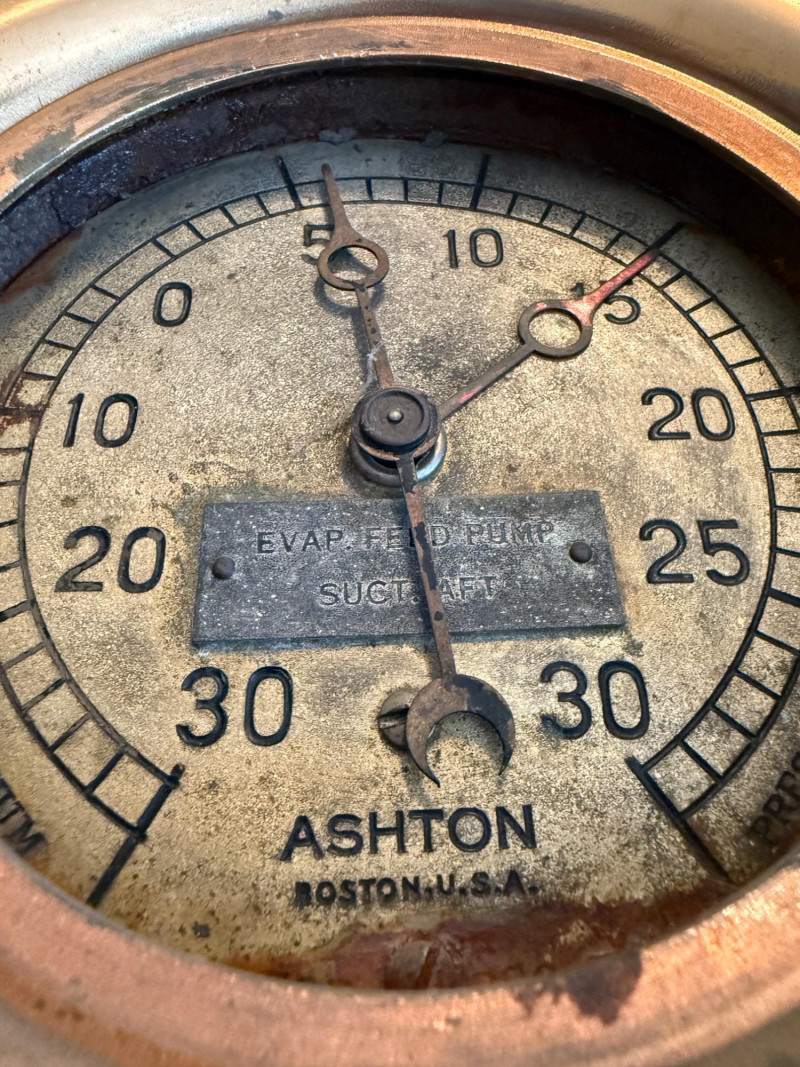 5 10
0 15
10 20
20 25
EVAP. FEED PUMP
SUCT. AFT
30 30
ASHTON
BOSTON, U.S.A.